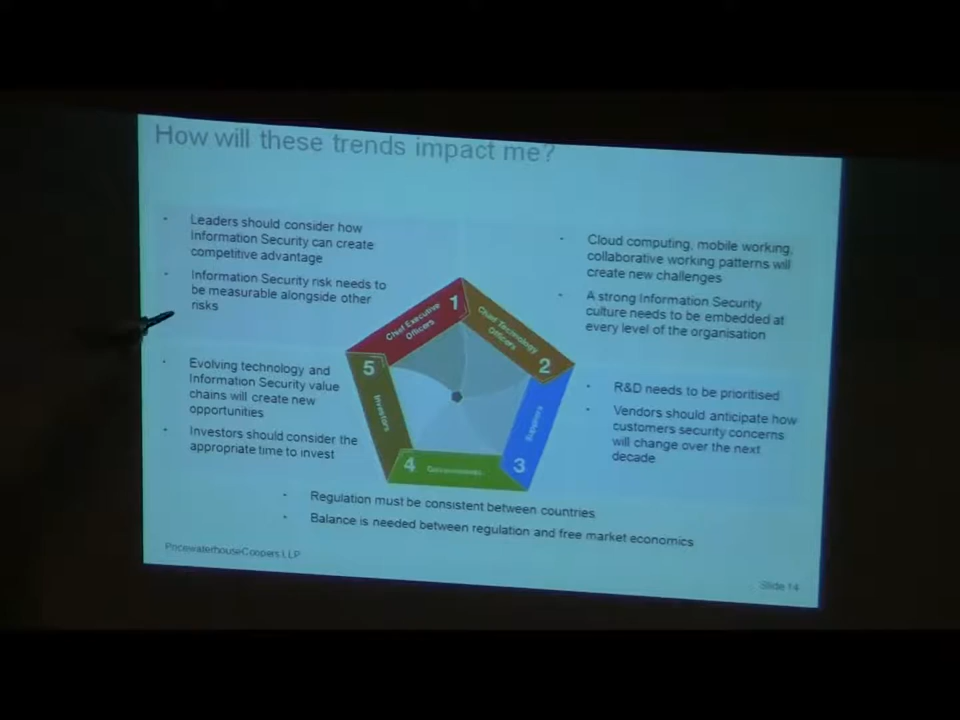 How will these trends impact me?
• Leaders should consider how
Information Security can create
competitive advantage
• Information Security risk needs to
be measurable alongside other
risks
• Cloud computing, mobile working,
collaborative working patterns will
create new challenges
• A strong Information Security
culture needs to be embedded at
every level of the organisation
1
Chief Executive
Officers
Chief Technology
Officers
2
5
Investors
Suppliers
3
4
Governments
• Evolving technology and
Information Security value
chains will create new
opportunities
• Investors should consider the
appropriate time to invest
• R&D needs to be prioritised
• Vendors should anticipate how
customers security concerns
will change over the next
decade
• Regulation must be consistent between countries
• Balance is needed between regulation and free market economics
PricewaterhouseCoopers LLP
Slide 14